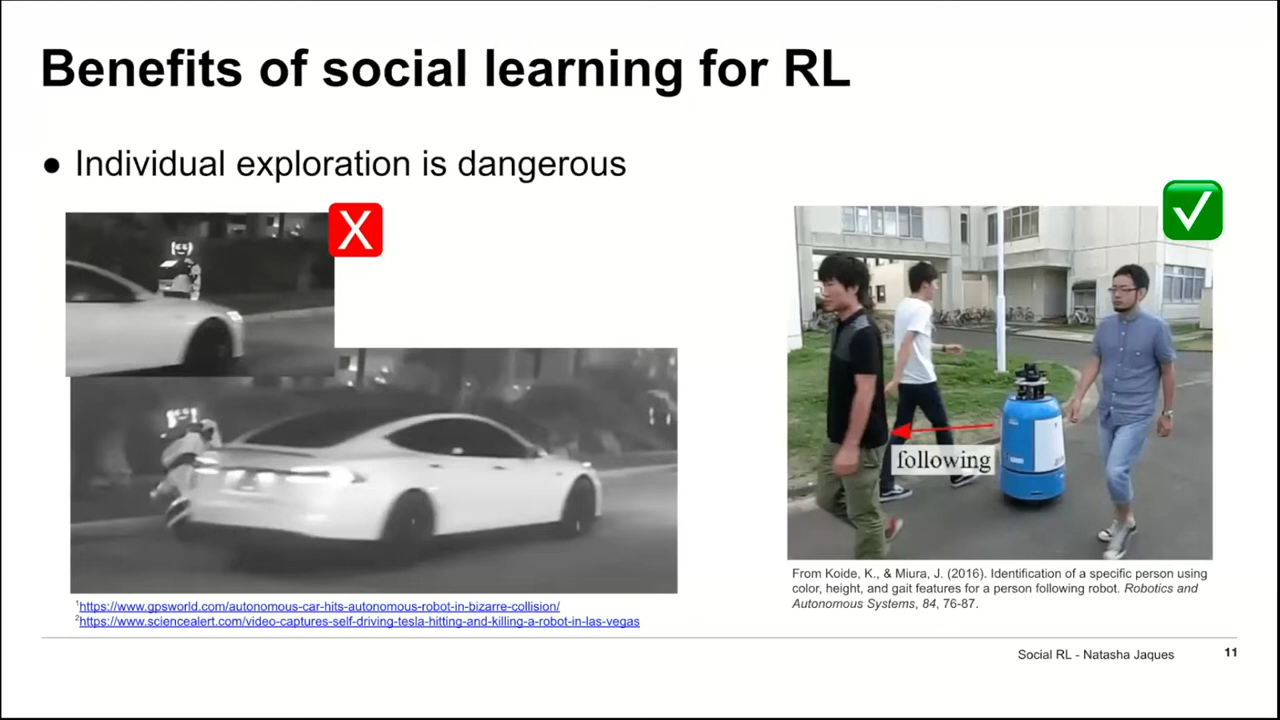 Benefits of social learning for RL
● Individual exploration is dangerous
X
following
From Koide, K., & Miura, J. (2016). Identification of a specific person using
color, height, and gait features for a person following robot. Robotics and
Autonomous Systems, 84, 76-87.
¹https://www.gpsworld.com/autonomous-car-hits-autonomous-robot-in-bizarre-collision/
²https://www.sciencealert.com/video-captures-self-driving-tesla-hitting-and-killing-a-robot-in-las-vegas
Social RL - Natasha Jaques
11